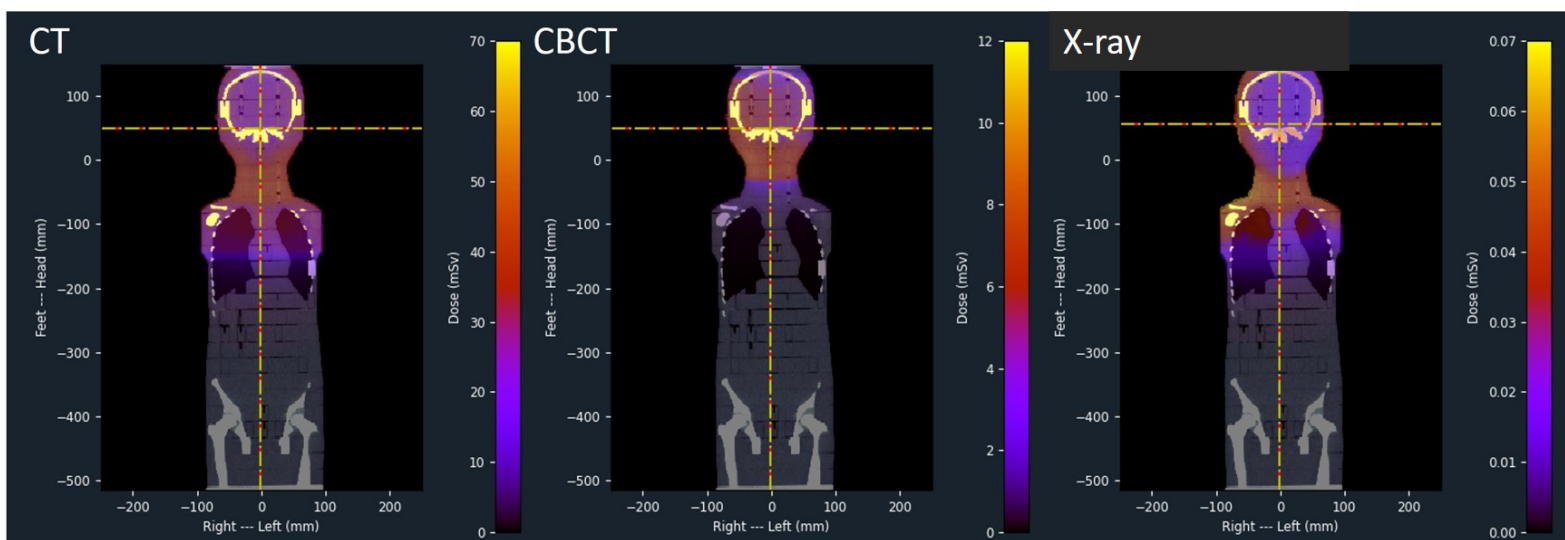 CT
70
60
50
40
30
20
10
0
Dose (mSv)
100
0
−100
−200
−300
−400
−500
Feet --- Head (mm)
−200 −100 0 100 200
Right --- Left (mm)
CBCT
12
10
8
6
4
2
0
Dose (mSv)
100
0
−100
−200
−300
−400
−500
Feet --- Head (mm)
−200 −100 0 100 200
Right --- Left (mm)
X-ray
0.07
0.06
0.05
0.04
0.03
0.02
0.01
0.00
Dose (mSv)
100
0
−100
−200
−300
−400
−500
Feet --- Head (mm)
−200 −100 0 100 200
Right --- Left (mm)